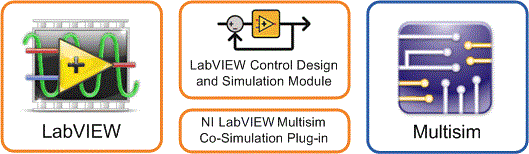 LabVIEW
LabVIEW Control Design
and Simulation Module
NI LabVIEW Multisim
Co-Simulation Plug-in
Multisim